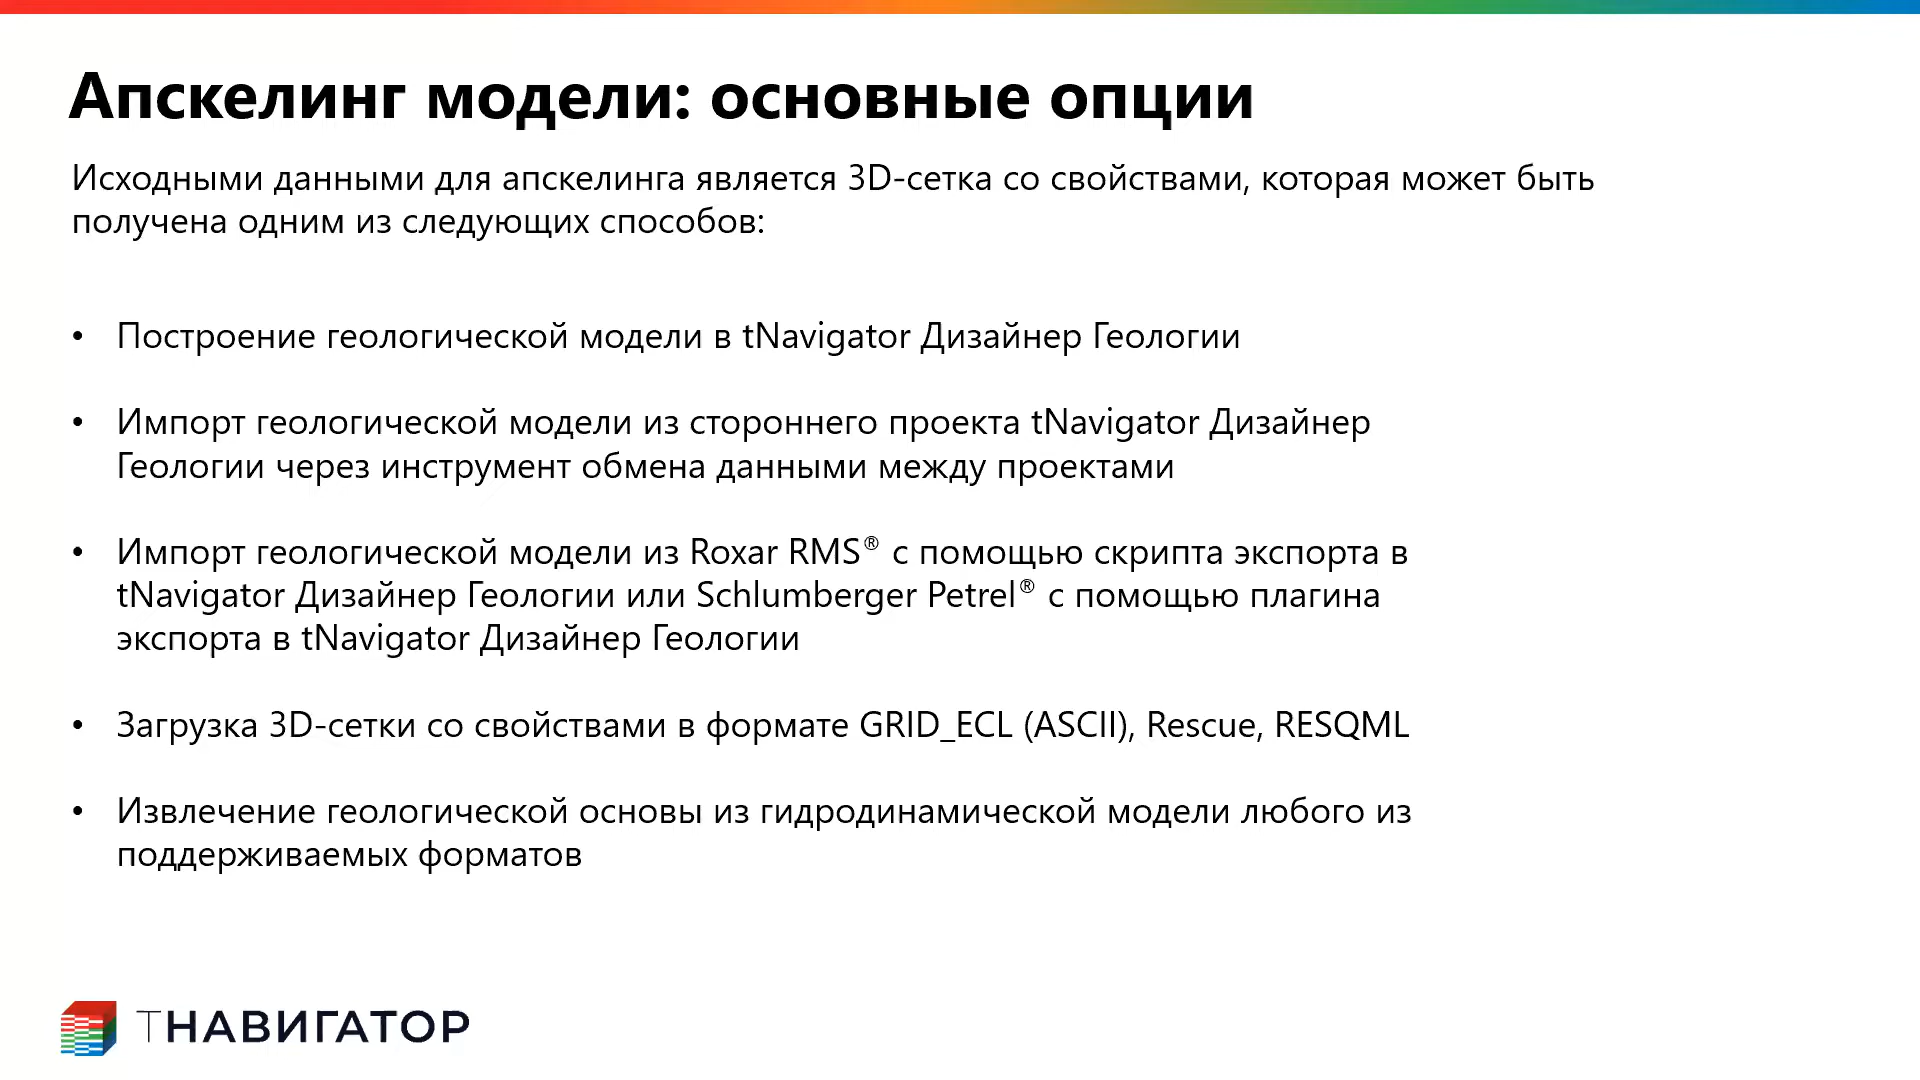 Апскелинг модели: основные опции
Исходными данными для апскелинга является 3D-сетка со свойствами, которая может быть
получена одним из следующих способов:
• Построение геологической модели в tNavigator Дизайнер Геологии
• Импорт геологической модели из стороннего проекта tNavigator Дизайнер
Геологии через инструмент обмена данными между проектами
• Импорт геологической модели из Roxar RMS® с помощью скрипта экспорта в
tNavigator Дизайнер Геологии или Schlumberger Petrel® с помощью плагина
экспорта в tNavigator Дизайнер Геологии
• Загрузка 3D-сетки со свойствами в формате GRID_ECL (ASCII), Rescue, RESQML
• Извлечение геологической основы из гидродинамической модели любого из
поддерживаемых форматов
ТНАВИГАТОР